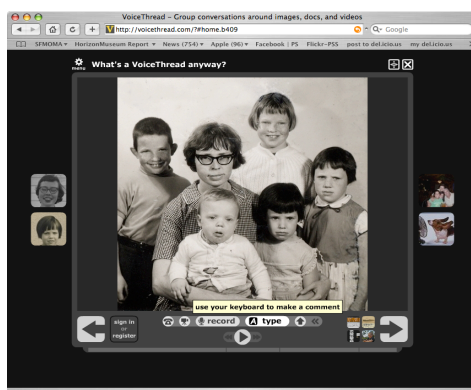 VoiceThread - Group conversations around images, docs, and videos
http://voicethread.com/?#home.b409
Google
SFMOMA HorizonMuseum Report News (754) Apple (96) Facebook | PS Flickr-PSS post to del.icio.us my del.icio.us
menu
What's a VoiceThread anyway?
use your keyboard to make a comment
sign in
or
register
record
A type